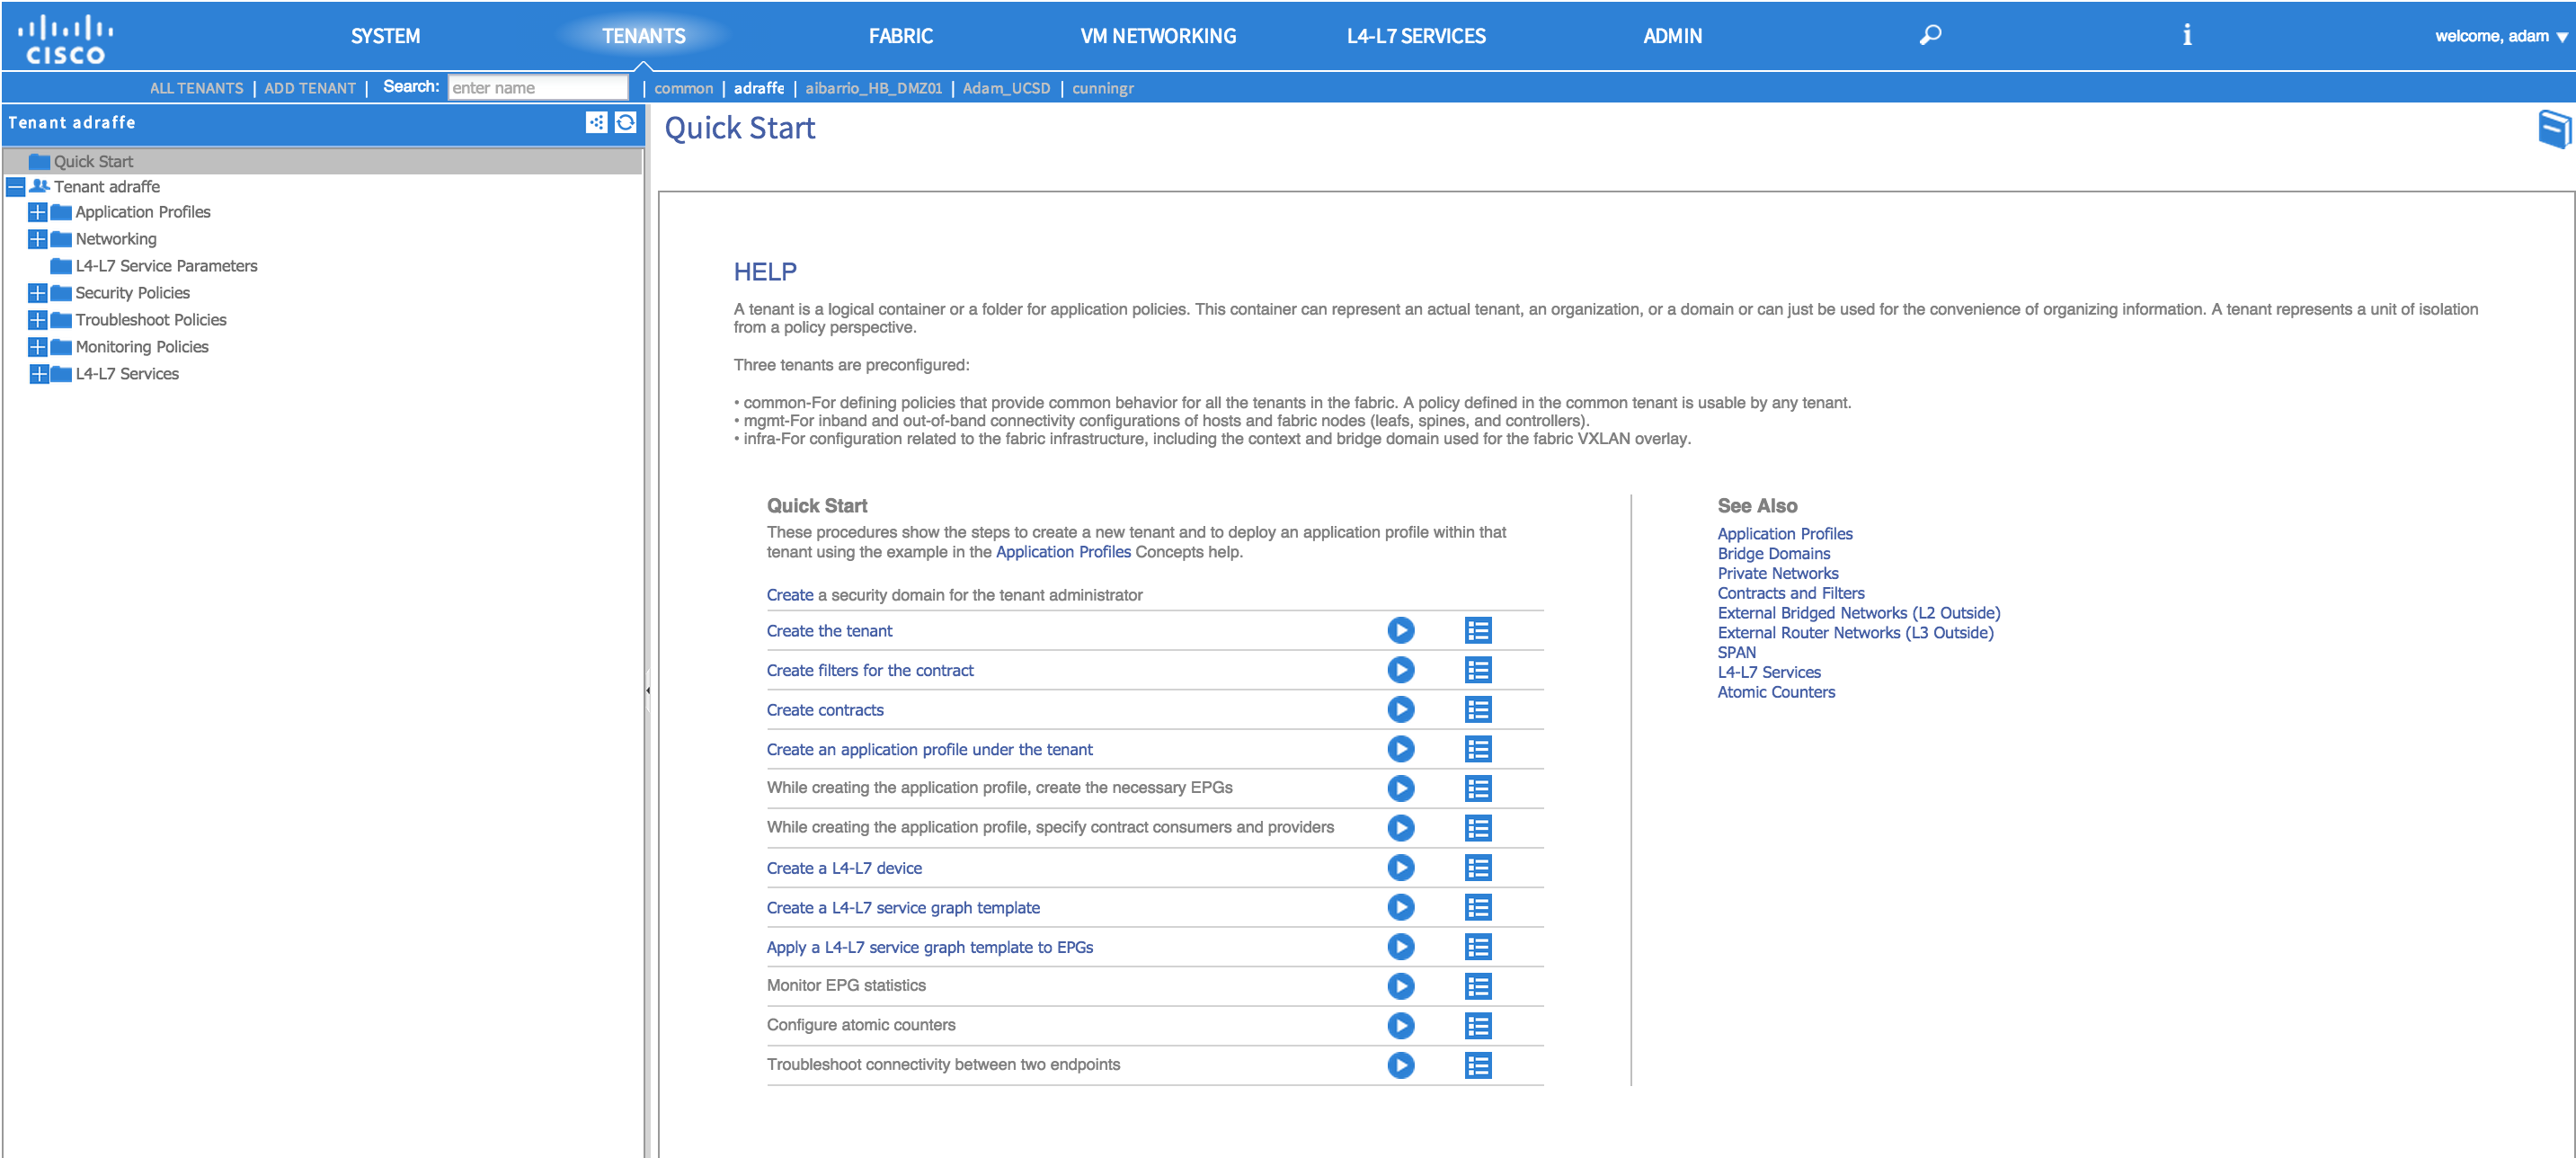 CISCO
SYSTEM
TENANTS
FABRIC
VM NETWORKING
L4-L7 SERVICES
ADMIN
i
welcome, adam
ALL TENANTS | ADD TENANT | Search: enter name | common | adraffe | aibarrio_HB_DMZ01 | Adam_UCSD | cunningr
Tenant adraffe
Quick Start
Tenant adraffe
Application Profiles
Networking
L4-L7 Service Parameters
Security Policies
Troubleshoot Policies
Monitoring Policies
L4-L7 Services
Quick Start
HELP
A tenant is a logical container or a folder for application policies. This container can represent an actual tenant, an organization, or a domain or can just be used for the convenience of organizing information. A tenant represents a unit of isolation
from a policy perspective.
Three tenants are preconfigured:
• common-For defining policies that provide common behavior for all the tenants in the fabric. A policy defined in the common tenant is usable by any tenant.
• mgmt-For inband and out-of-band connectivity configurations of hosts and fabric nodes (leafs, spines, and controllers).
• infra-For configuration related to the fabric infrastructure, including the context and bridge domain used for the fabric VXLAN overlay.
Quick Start
These procedures show the steps to create a new tenant and to deploy an application profile within that
tenant using the example in the Application Profiles Concepts help.
Create a security domain for the tenant administrator
Create the tenant
Create filters for the contract
Create contracts
Create an application profile under the tenant
While creating the application profile, create the necessary EPGs
While creating the application profile, specify contract consumers and providers
Create a L4-L7 device
Create a L4-L7 service graph template
Apply a L4-L7 service graph template to EPGs
Monitor EPG statistics
Configure atomic counters
Troubleshoot connectivity between two endpoints
See Also
Application Profiles
Bridge Domains
Private Networks
Contracts and Filters
External Bridged Networks (L2 Outside)
External Router Networks (L3 Outside)
SPAN
L4-L7 Services
Atomic Counters